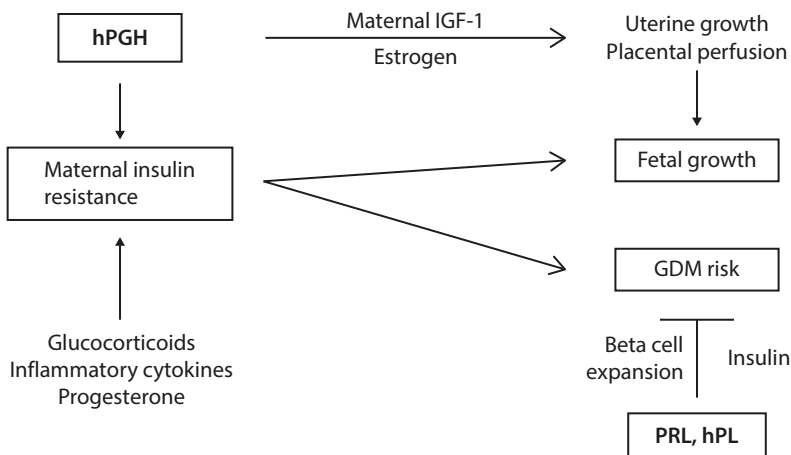 hPGH
Maternal IGF-1
Estrogen
Uterine growth
Placental perfusion
Maternal insulin
resistance
Fetal growth
GDM risk
Glucocorticoids
Inflammatory cytokines
Progesterone
Beta cell
expansion
Insulin
PRL, hPL